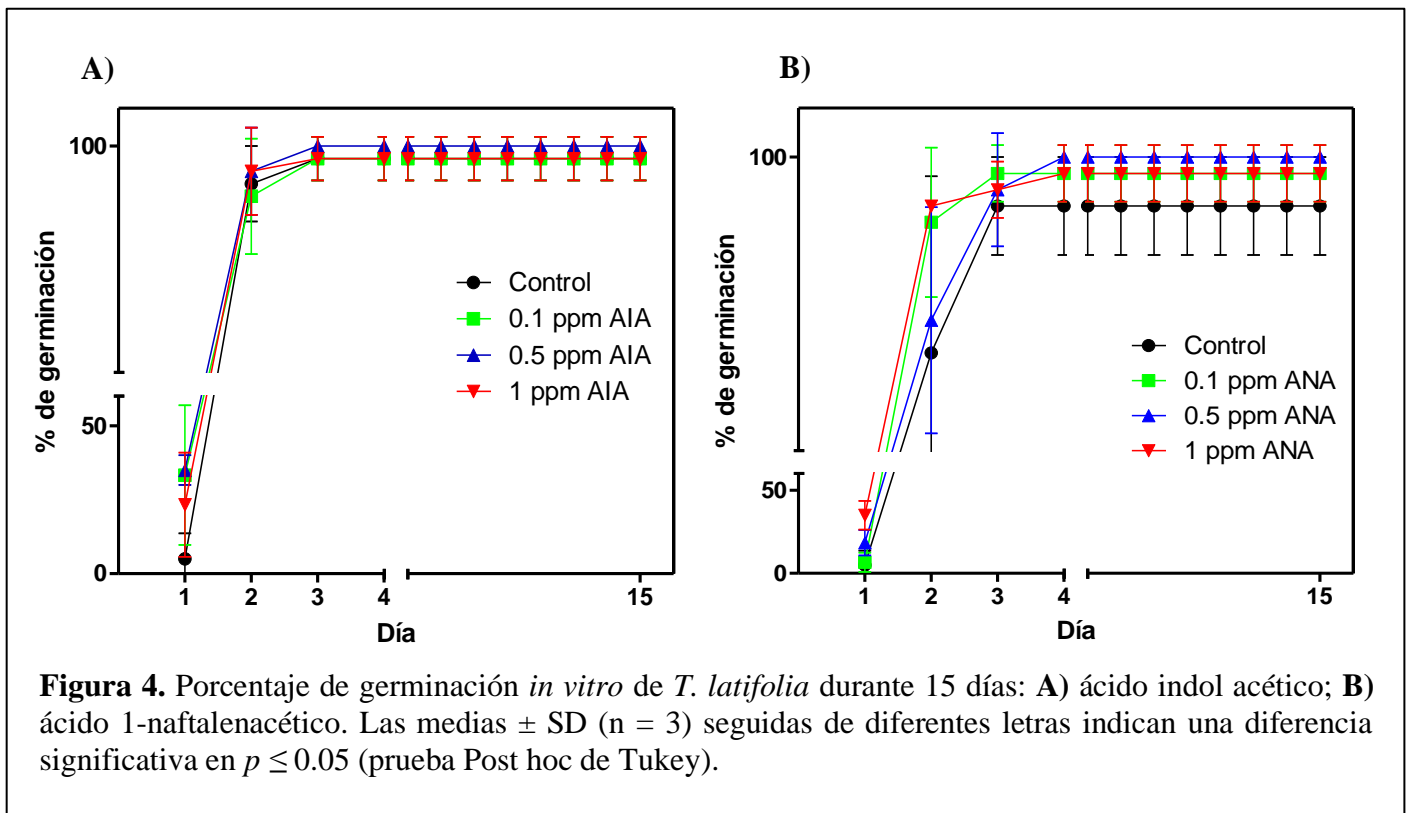 A)
% de germinación
100
50
0
1 2 3 4 15
Día
Control
0.1 ppm AIA
0.5 ppm AIA
1 ppm AIA
B)
% de germinación
100
50
0
1 2 3 4 15
Día
Control
0.1 ppm ANA
0.5 ppm ANA
1 ppm ANA
Figura 4. Porcentaje de germinación in vitro de T. latifolia durante 15 días: A) ácido indol acético; B)
ácido 1-naftalenacético. Las medias ± SD (n = 3) seguidas de diferentes letras indican una diferencia
significativa en p ≤ 0.05 (prueba Post hoc de Tukey).